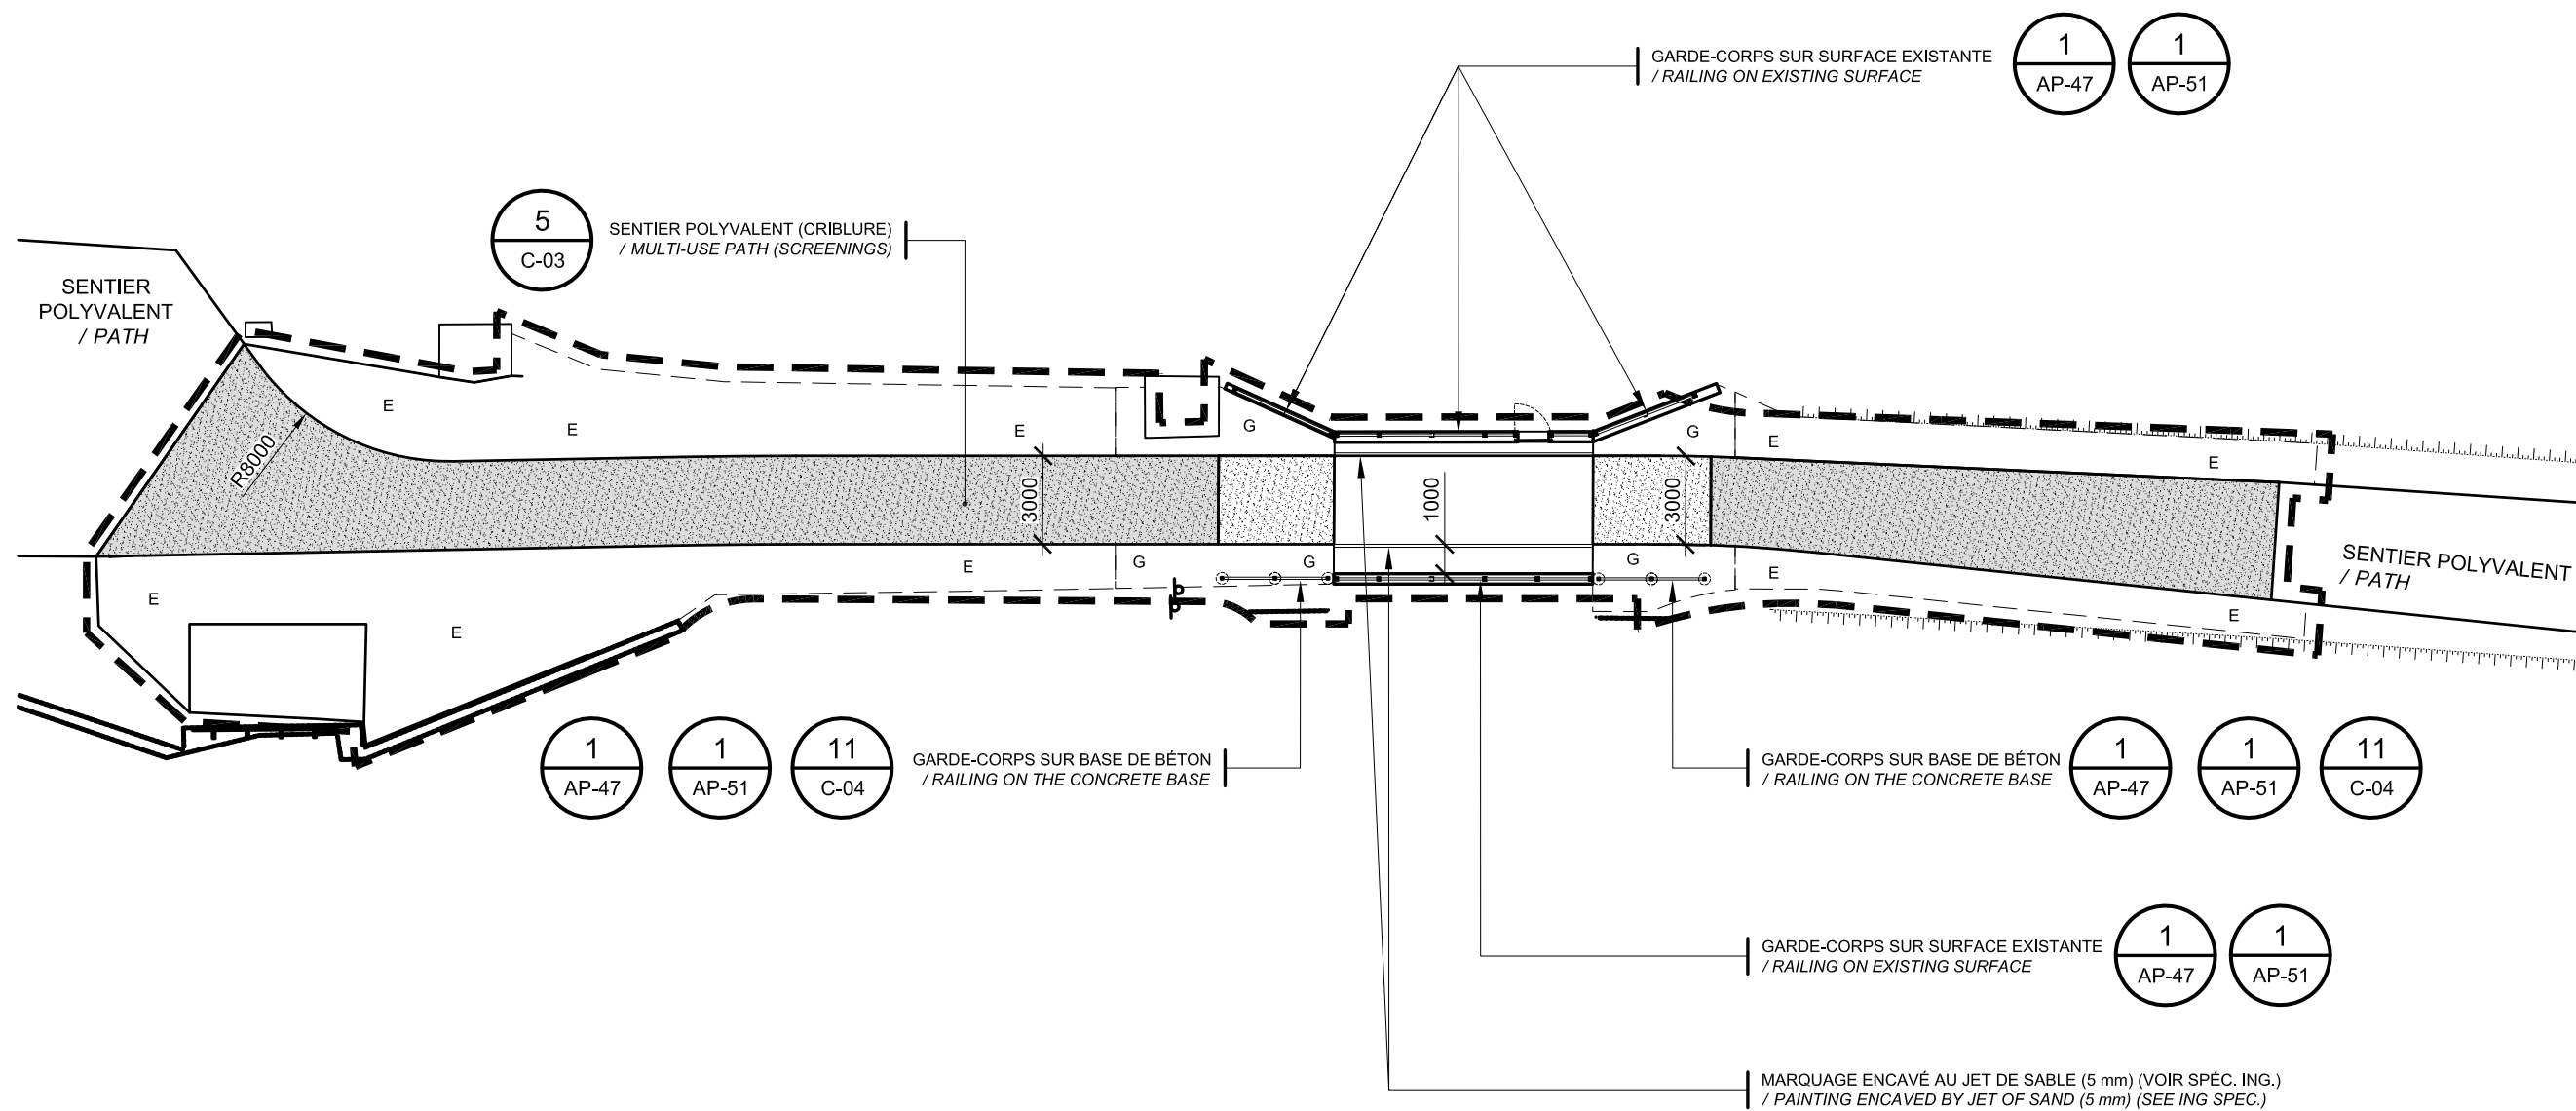 GARDE-CORPS SUR SURFACE EXISTANTE
/ RAILING ON EXISTING SURFACE
1
AP-47
1
AP-51
5
C-03
SENTIER POLYVALENT (CRIBLURE)
/ MULTI-USE PATH (SCREENINGS)
SENTIER
POLYVALENT
/ PATH
E
E
E
G
G
E
E
R8000
3000
1000
3000
SENTIER POLYVALENT
/ PATH
E
E
E
G
G
G
E
E
1
AP-47
1
AP-51
11
C-04
GARDE-CORPS SUR BASE DE BÉTON
/ RAILING ON THE CONCRETE BASE
GARDE-CORPS SUR BASE DE BÉTON
/ RAILING ON THE CONCRETE BASE
1
AP-47
1
AP-51
11
C-04
GARDE-CORPS SUR SURFACE EXISTANTE
/ RAILING ON EXISTING SURFACE
1
AP-47
1
AP-51
MARQUAGE ENCAVÉ AU JET DE SABLE (5 mm) (VOIR SPÉC. ING.)
/ PAINTING ENCAVED BY JET OF SAND (5 mm) (SEE ING SPEC.)